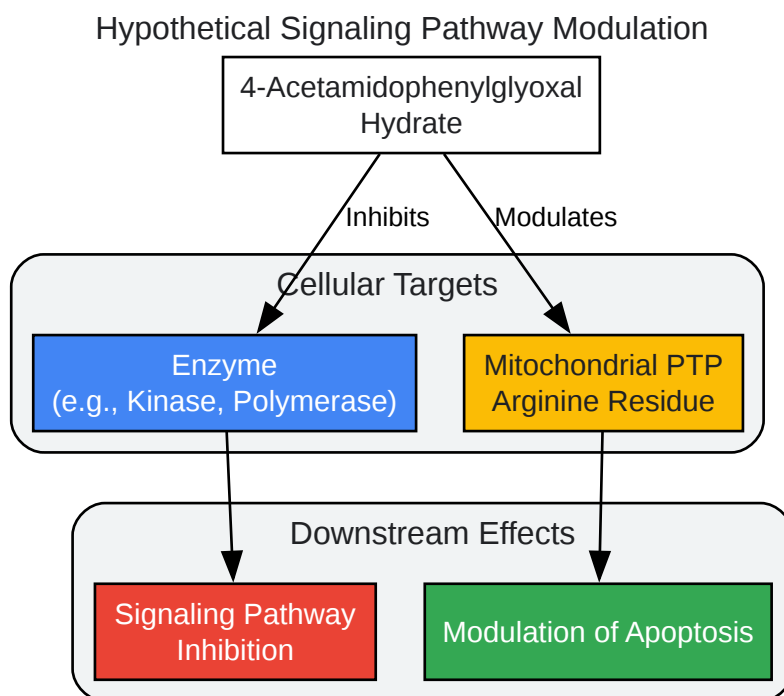 Hypothetical Signaling Pathway Modulation
4-Acetamidophenylglyoxal
Hydrate
Inhibits
Modulates
Cellular Targets
Enzyme
(e.g., Kinase, Polymerase)
Mitochondrial PTP
Arginine Residue
Downstream Effects
Signaling Pathway
Inhibition
Modulation of Apoptosis